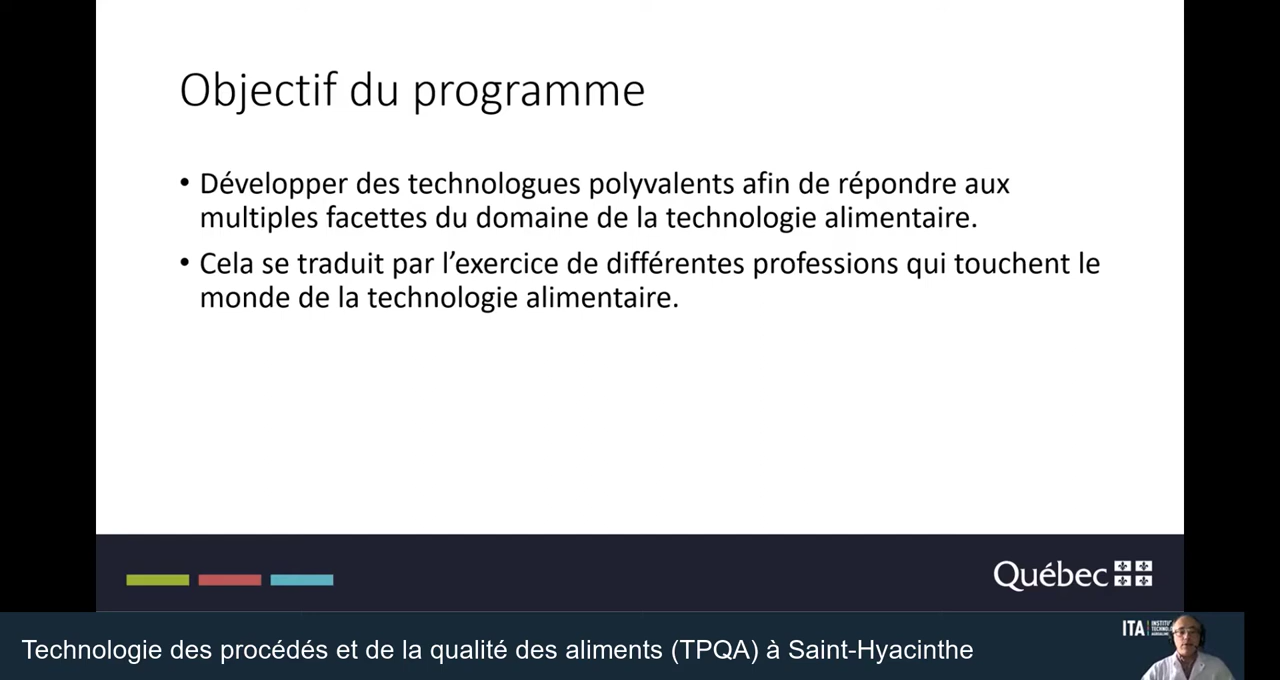 Objectif du programme
• Développer des technologues polyvalents afin de répondre aux
multiples facettes du domaine de la technologie alimentaire.
• Cela se traduit par l’exercice de différentes professions qui touchent le
monde de la technologie alimentaire.
Québec
ITA
Technologie des procédés et de la qualité des aliments (TPQA) à Saint-Hyacinthe